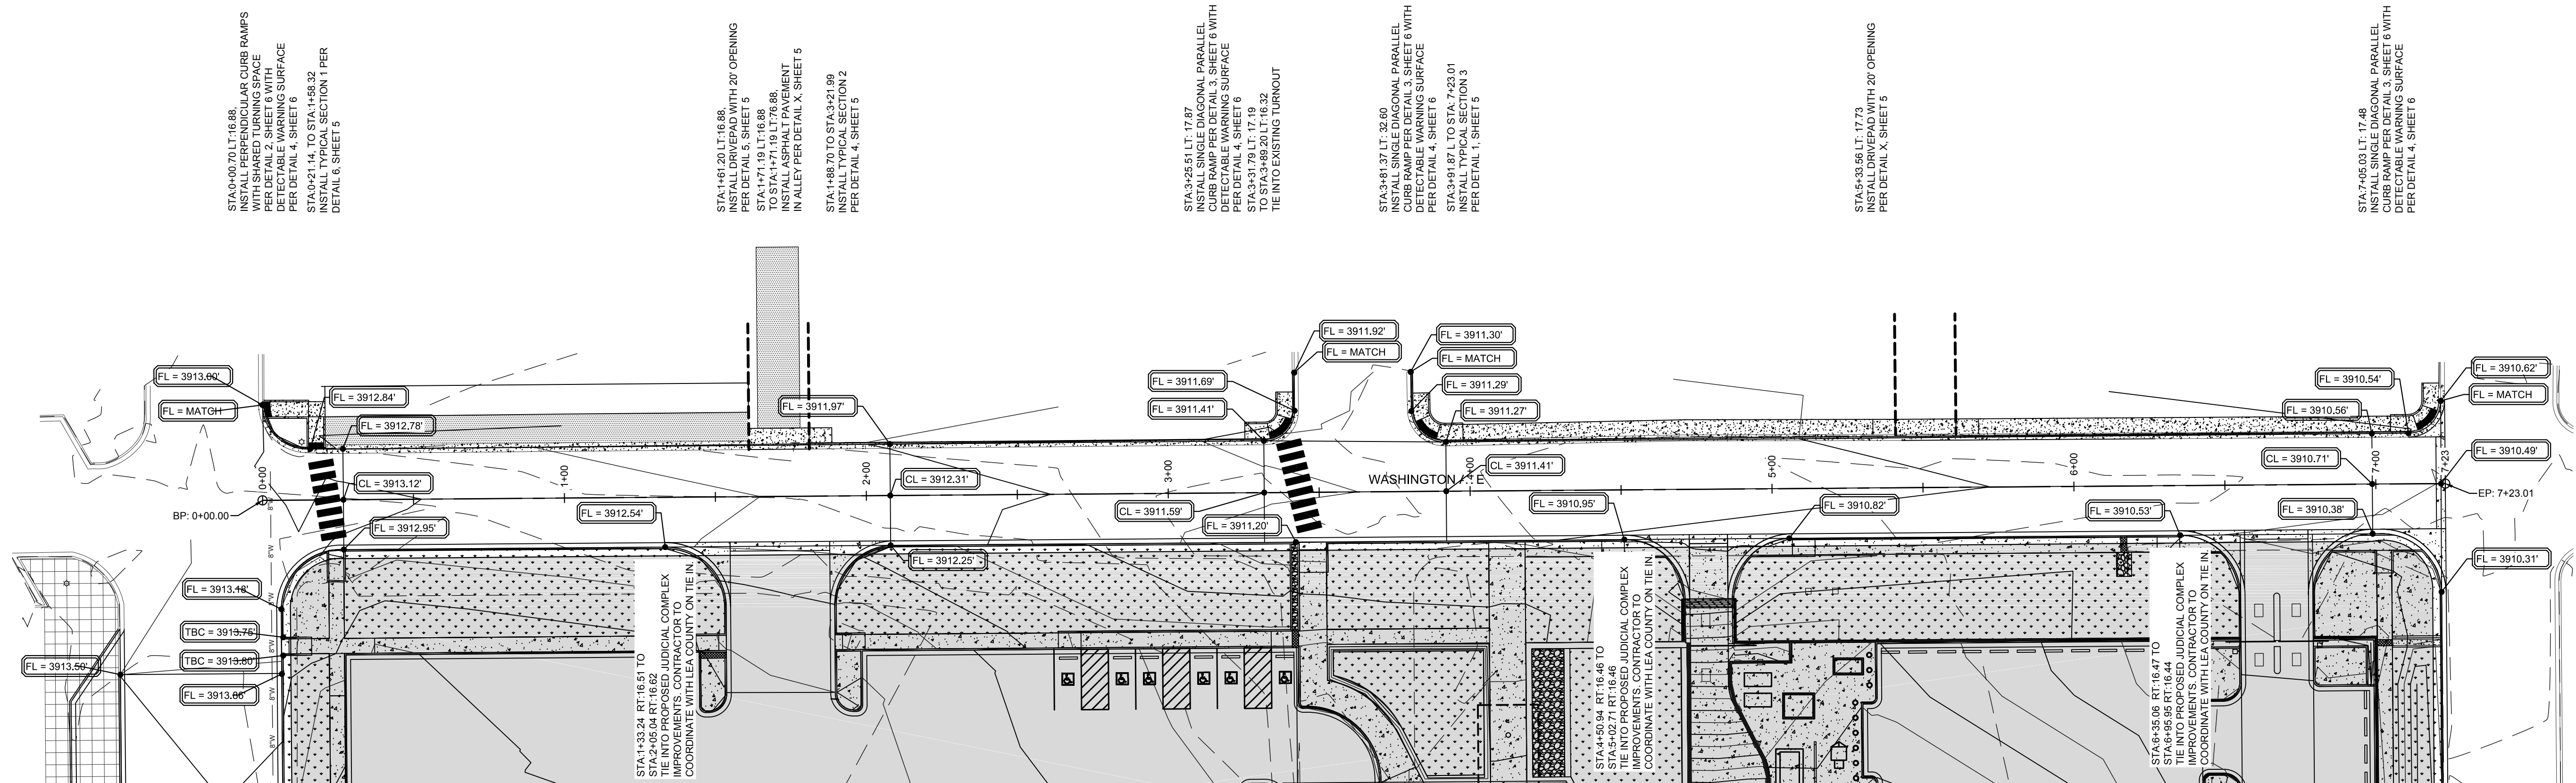 STA:0+00.70 LT:16.88,
INSTALL PERPENDICULAR CURB RAMPS
WITH SHARED TURNING SPACE
PER DETAIL 2, SHEET 6 WITH
DETECTABLE WARNING SURFACE
PER DETAIL 4, SHEET 6
STA:0+21.14, TO STA:1+58.32
INSTALL TYPICAL SECTION 1 PER
DETAIL 6, SHEET 5
STA:1+61.20 LT:16.88,
INSTALL DRIVEPAD WITH 20' OPENING
PER DETAIL 5, SHEET 5
STA:1+71.19 LT:16.88
TO STA:1+71.19 LT:76.88,
INSTALL ASPHALT PAVEMENT
IN ALLEY PER DETAIL X, SHEET 5
STA:1+88.70 TO STA:3+21.99
INSTALL TYPICAL SECTION 2
PER DETAIL 4, SHEET 5
STA:3+25.51 LT: 17.87
INSTALL SINGLE DIAGONAL PARALLEL
CURB RAMP PER DETAIL 3, SHEET 6 WITH
DETECTABLE WARNING SURFACE
PER DETAIL 4, SHEET 6
STA:3+31.79 LT: 17.19
TO STA:3+89.20 LT:16.32
TIE INTO EXISTING TURNOUT
STA:3+81.37 LT: 32.60
INSTALL SINGLE DIAGONAL PARALLEL
CURB RAMP PER DETAIL 3, SHEET 6 WITH
DETECTABLE WARNING SURFACE
PER DETAIL 4, SHEET 6
STA:3+91.87 L TO STA: 7+23.01
INSTALL TYPICAL SECTION 3
PER DETAIL 1, SHEET 5
STA:5+33.56 LT: 17.73
INSTALL DRIVEPAD WITH 20' OPENING
PER DETAIL X, SHEET 5
STA:7+05.03 LT: 17.48
INSTALL SINGLE DIAGONAL PARALLEL
CURB RAMP PER DETAIL 3, SHEET 6 WITH
DETECTABLE WARNING SURFACE
PER DETAIL 4, SHEET 6
FL = 3913.00'
FL = MATCH
FL = 3912.84'
FL = 3912.78'
FL = 3911.97'
FL = 3911.69'
FL = 3911.41'
FL = 3911.92'
FL = MATCH
FL = 3911.30'
FL = MATCH
FL = 3911.29'
FL = 3911.27'
FL = 3910.54'
FL = 3910.56'
FL = 3910.62'
FL = MATCH
FL = 3910.49'
BP: 0+00.00
0+00
CL = 3913.12'
1+00
2+00
CL = 3912.31'
3+00
CL = 3911.59'
WASHINGTON
CL = 3911.41'
5+00
6+00
CL = 3910.71'
7+00
7+23
EP: 7+23.01
FL = 3912.95'
FL = 3912.54'
FL = 3912.25'
FL = 3911.20'
FL = 3910.95'
FL = 3910.82'
FL = 3910.53'
FL = 3910.38'
FL = 3910.31'
FL = 3913.18'
TBC = 3913.75'
TBC = 3913.80'
FL = 3913.50'
FL = 3913.86'
8"W
8"W
8"W
8"W
8"W
8"W
STA:1+33.24 RT:16.51 TO
STA:2+05.04 RT:16.62
TIE INTO PROPOSED JUDICIAL COMPLEX
IMPROVEMENTS. CONTRACTOR TO
COORDINATE WITH LEA COUNTY ON TIE IN.
STA:4+50.94 RT:16.46 TO
STA:5+02.71 RT:16.46
TIE INTO PROPOSED JUDICIAL COMPLEX
IMPROVEMENTS. CONTRACTOR TO
COORDINATE WITH LEA COUNTY ON TIE IN.
STA:6+35.06 RT:16.47 TO
STA:6+95.95 RT:16.44
TIE INTO PROPOSED JUDICIAL COMPLEX
IMPROVEMENTS. CONTRACTOR TO
COORDINATE WITH LEA COUNTY ON TIE IN.